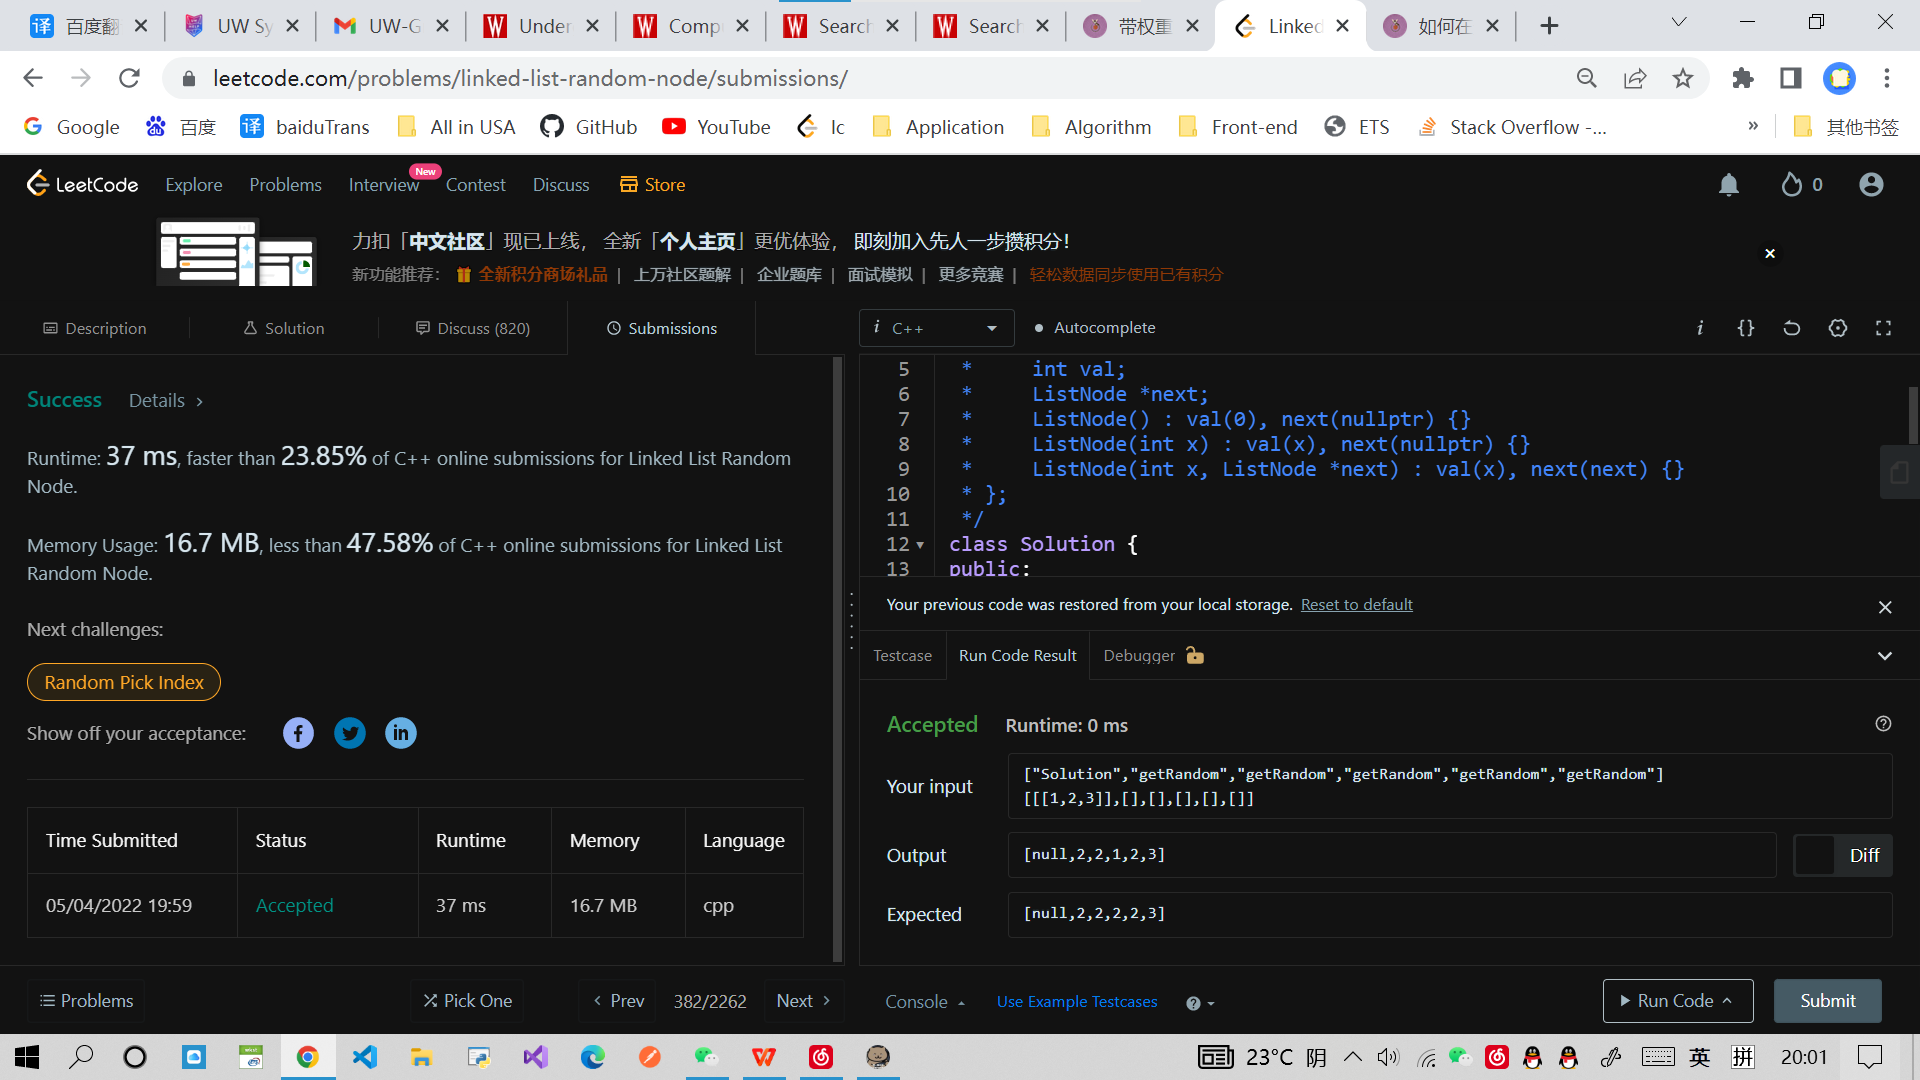 译 百度翻
UW Sy
UW-G
Under
Comp
Search
Search
带权重
Linked
如何在
leetcode.com/problems/linked-list-random-node/submissions/
Google
百度
译 baiduTrans
All in USA
GitHub
YouTube
lc
Application
Algorithm
Front-end
ETS
Stack Overflow -...
»
其他书签
LeetCode
Explore
Problems
Interview
New
Contest
Discuss
Store
0
力扣「中文社区」现已上线， 全新「个人主页」更优体验， 即刻加入先人一步攒积分！
新功能推荐： 全新积分商场礼品 | 上万社区题解 | 企业题库 | 面试模拟 | 更多竞赛 | 轻松数据同步使用已有积分
Description
Solution
Discuss (820)
Submissions
i C++
Autocomplete
i {}
Success
Details >
Runtime: 37 ms, faster than 23.85% of C++ online submissions for Linked List Random
Node.
Memory Usage: 16.7 MB, less than 47.58% of C++ online submissions for Linked List
Random Node.
Next challenges:
Random Pick Index
Show off your acceptance:
Time Submitted Status Runtime Memory Language
05/04/2022 19:59 Accepted 37 ms 16.7 MB cpp
5 * int val;
6 * ListNode *next;
7 * ListNode() : val(0), next(nullptr) {}
8 * ListNode(int x) : val(x), next(nullptr) {}
9 * ListNode(int x, ListNode *next) : val(x), next(next) {}
10 * };
11 */
12 class Solution {
13 public:
Your previous code was restored from your local storage. Reset to default
Testcase
Run Code Result
Debugger
Accepted Runtime: 0 ms
Your input
["Solution","getRandom","getRandom","getRandom","getRandom","getRandom"]
[[[1,2,3]],[],[],[],[],[]]
Output
[null,2,2,1,2,3]
Diff
Expected
[null,2,2,2,2,3]
Problems
Pick One
Prev
382/2262
Next
Console
Use Example Testcases
Run Code
Submit
23°C 阴
英
拼
20:01